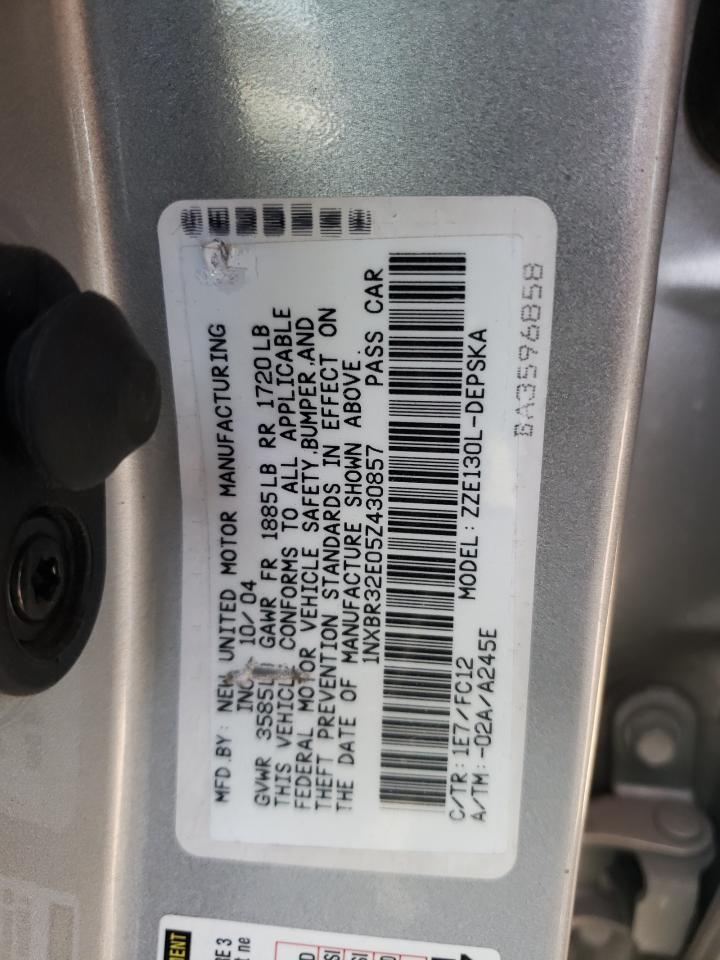 MFD.BY: NEW UNITED MOTOR MANUFACTURING
INC 10/04
GVWR 3585L GAWR FR 1885LB RR 1720LB
THIS VEHICLE CONFORMS TO ALL APPLICABLE
FEDERAL MOTOR VEHICLE SAFETY,BUMPER,AND
THEFT PREVENTION STANDARDS IN EFFECT ON
THE DATE OF MANUFACTURE SHOWN ABOVE.
1NXBR32E05Z430857 PASS CAR
C/TR: 1E7/FC12 MODEL: ZZE130L-DEPSKA
A/TM: -02A/A245E
BA3596858